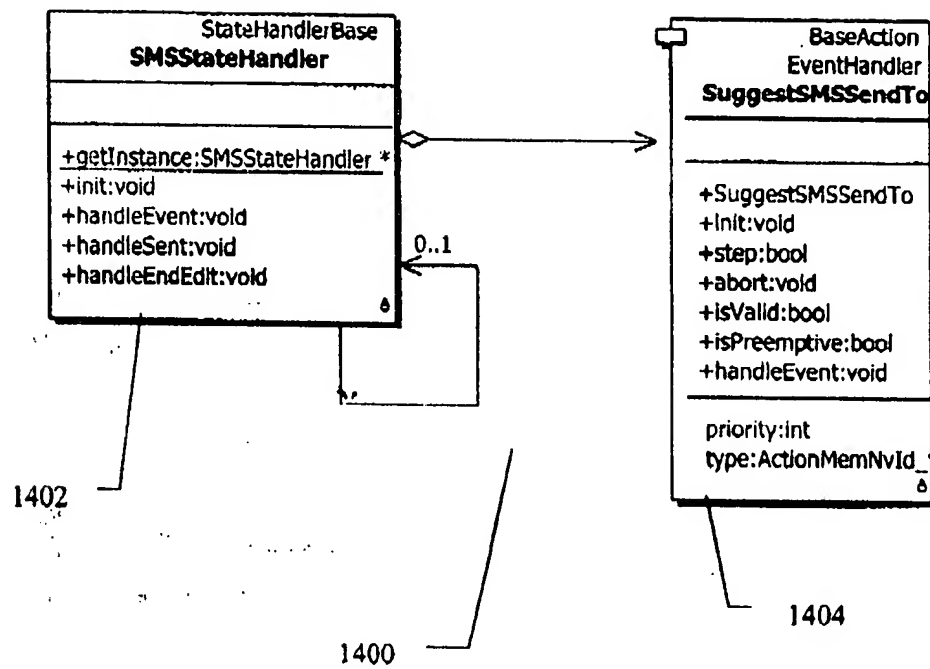 StateHandlerBase
SMSStateHandler
+getInstance:SMSStateHandler *
+init:void
+handleEvent:void
+handleSent:void
+handleEndEdit:void
0..1
BaseAction
EventHandler
SuggestSMSSendTo
+SuggestSMSSendTo
+init:void
+step:bool
+abort:void
+isValid:bool
+isPreemptive:bool
+handleEvent:void
priority:int
type:ActionMemNvId_
1402
1400
1404